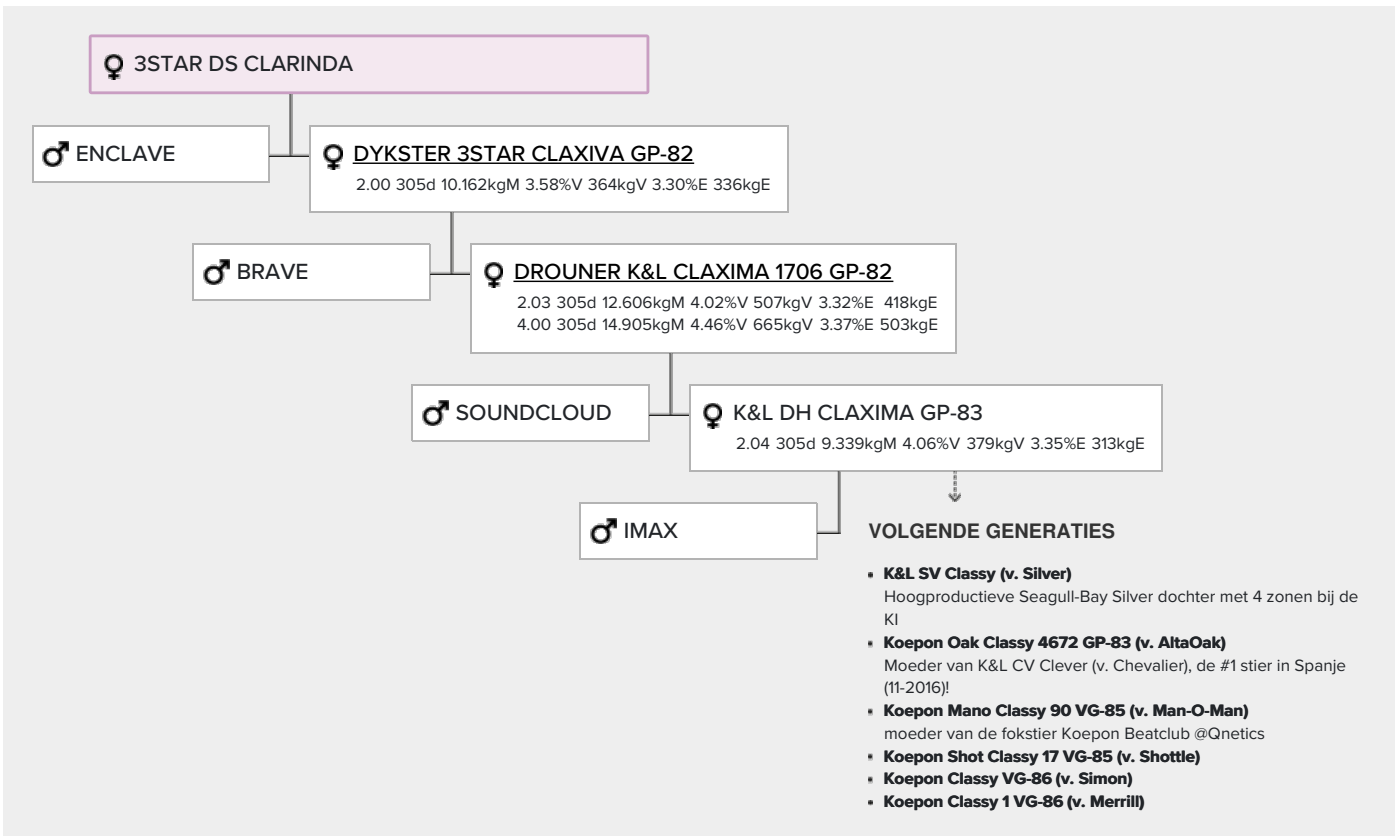 3STAR DS CLARINDA
ENCLAVE
DYKSTER 3STAR CLAXIVA GP-82
2.00 305d 10.162kgM 3.58%V 364kgV 3.30%E 336kgE
BRAVE
DROUNER K&L CLAXIMA 1706 GP-82
2.03 305d 12.606kgM 4.02%V 507kgV 3.32%E 418kgE
4.00 305d 14.905kgM 4.46%V 665kgV 3.37%E 503kgE
SOUNDCLOUD
K&L DH CLAXIMA GP-83
2.04 305d 9.339kgM 4.06%V 379kgV 3.35%E 313kgE
IMAX
VOLGENDE GENERATIES
K&L SV Classy (v. Silver)
Hoogproductieve Seagull-Bay Silver dochter met 4 zonen bij de
KI
Koepon Oak Classy 4672 GP-83 (v. AltaOak)
Moeder van K&L CV Clever (v. Chevalier), de #1 stier in Spanje
(11-2016)!
Koepon Mano Classy 90 VG-85 (v. Man-O-Man)
moeder van de fokstier Koepon Beatclub @Qnetics
Koepon Shot Classy 17 VG-85 (v. Shottle)
Koepon Classy VG-86 (v. Simon)
Koepon Classy 1 VG-86 (v. Merrill)